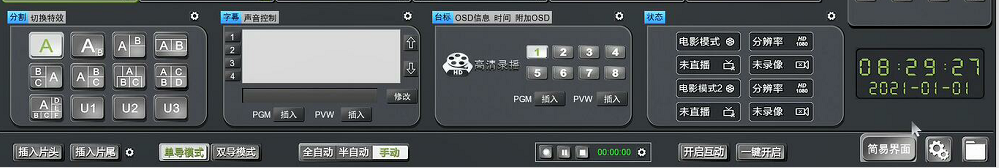 分割 切换特效
A
A B
A B C
A B
B C A
A B C
A B C D
A C B D
A D E B C F
U1
U2
U3
字幕 声音控制
1
2
3
4
修改
PGM 插入 PVW 插入
台标 OSD信息 时间 附加OSD
HD 高清录播
1 2 3 4
5 6 7 8
PGM 插入 PVW 插入
状态
电影模式 分辨率 HD 1080
未直播 未录像
电影模式2 分辨率 HD 1080
未直播 未录像
08:29:27
2021-01-01
插入片头 插入片尾 单导模式 双导模式 全自动 半自动 手动 00:00:00 开启互动 一键开启 简易界面